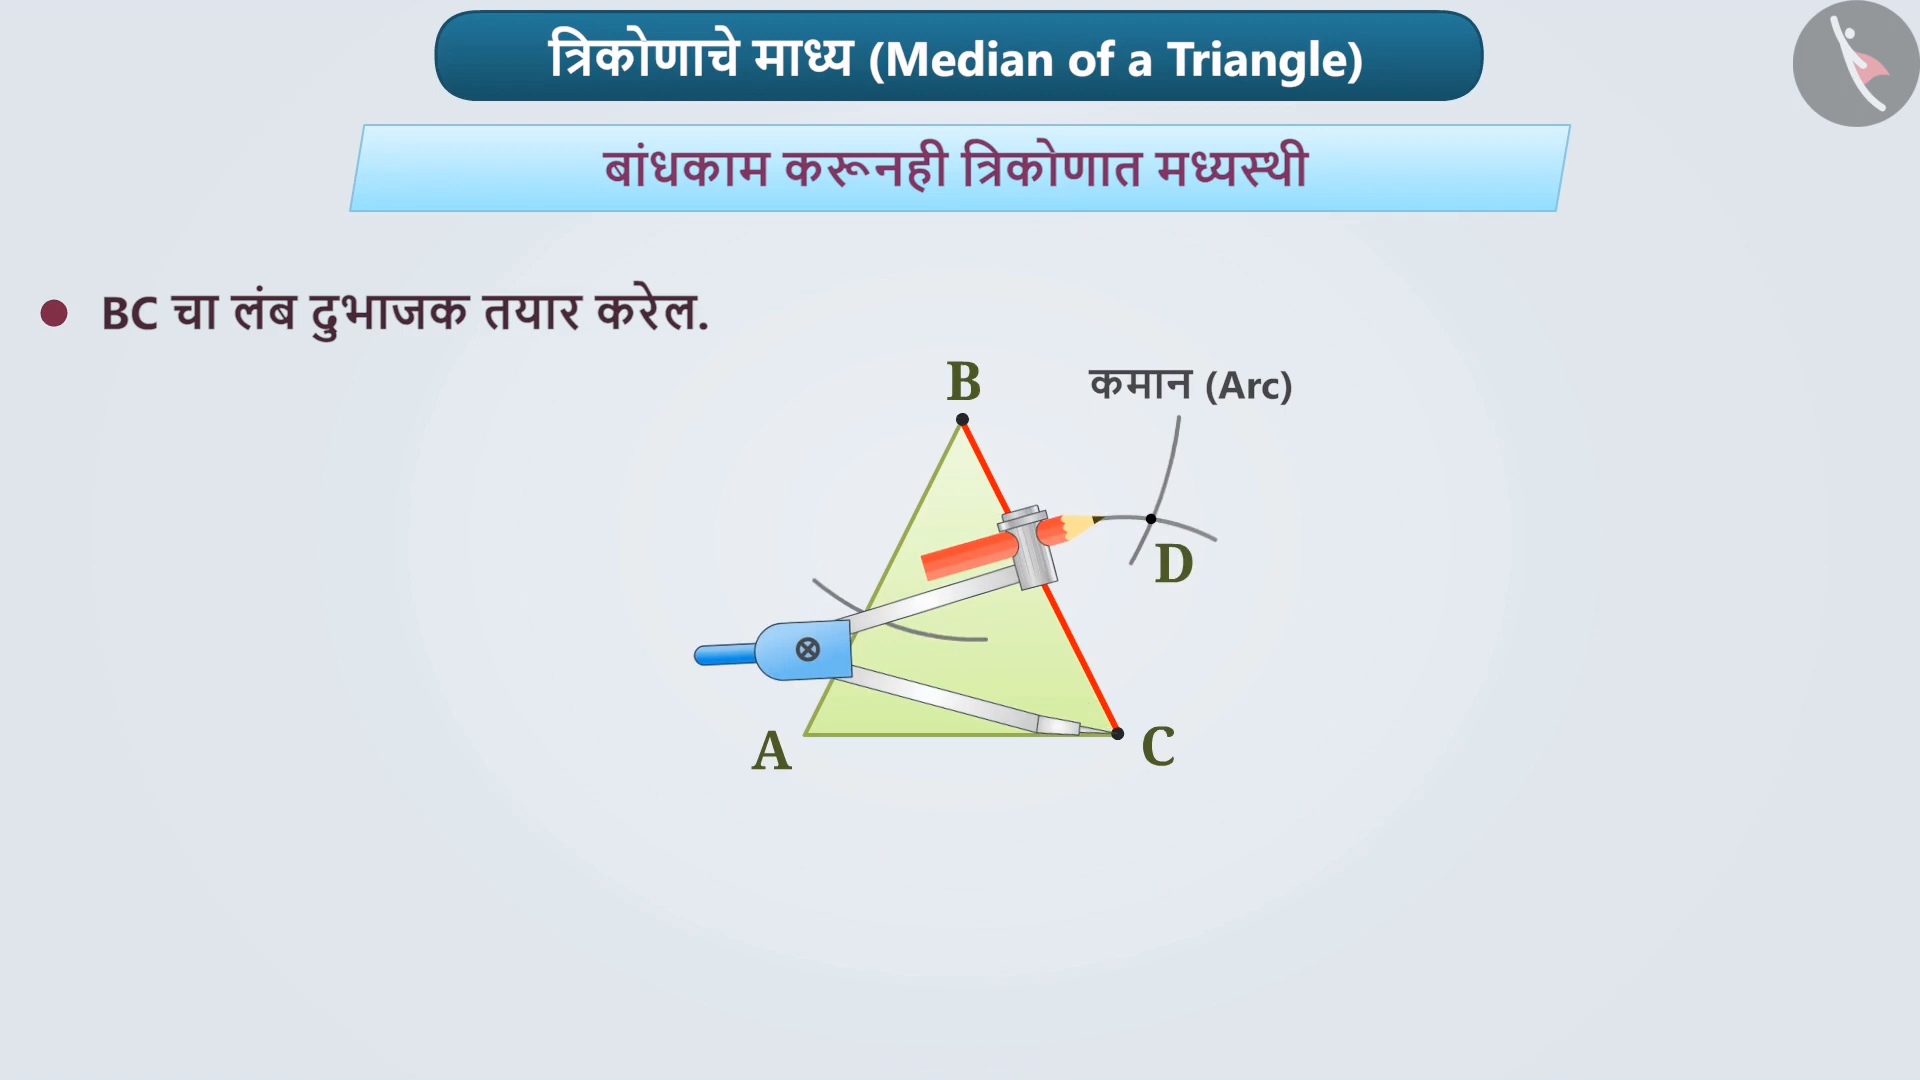 त्रिकोणाचे माध्य (Median of a Triangle)
बांधकाम करूनही त्रिकोणात मध्यस्थी
BC चा लंब दुभाजक तयार करेल.
B
कमान (Arc)
D
A
C